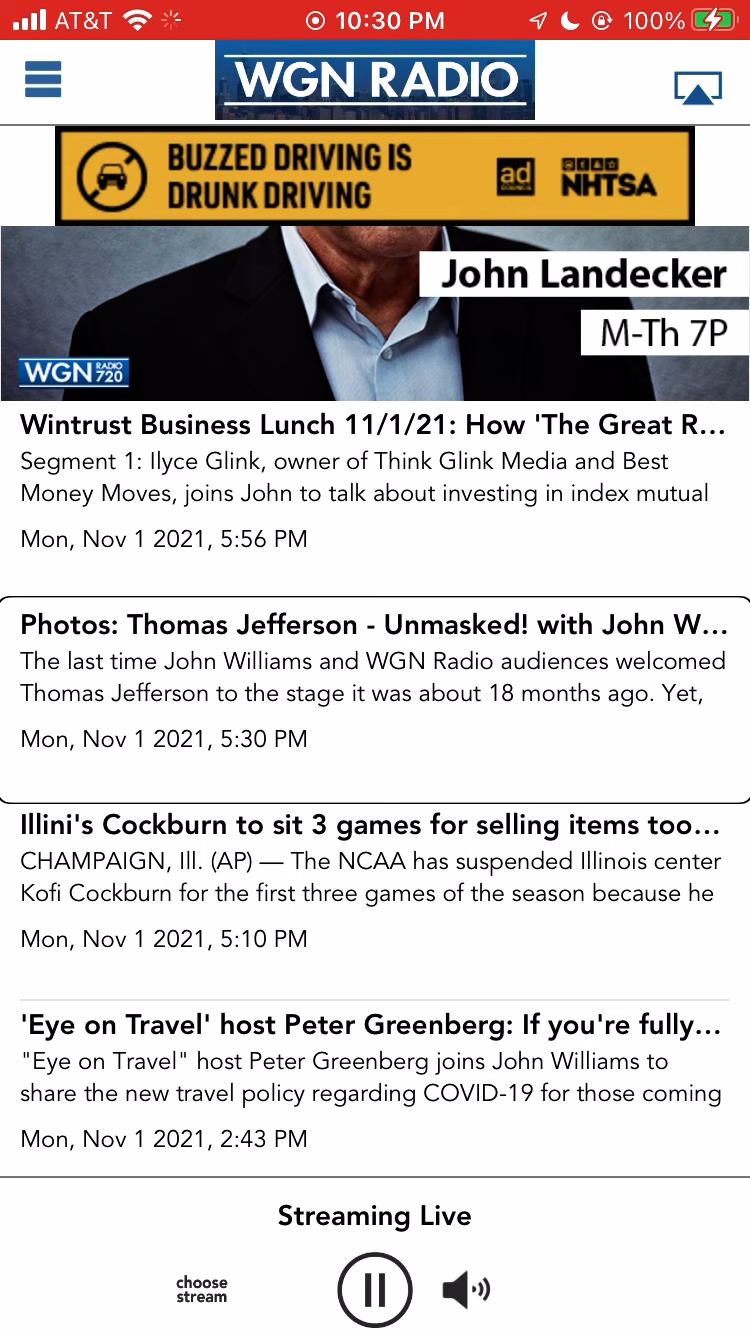 AT&T 10:30 PM 100%
WGN RADIO
BUZZED DRIVING IS
DRUNK DRIVING
ad
COUNCIL
NHTSA
John Landecker
M-Th 7P
WGN RADIO 720
Wintrust Business Lunch 11/1/21: How 'The Great R...
Segment 1: Ilyce Glink, owner of Think Glink Media and Best
Money Moves, joins John to talk about investing in index mutual
Mon, Nov 1 2021, 5:56 PM
Photos: Thomas Jefferson - Unmasked! with John W...
The last time John Williams and WGN Radio audiences welcomed
Thomas Jefferson to the stage it was about 18 months ago. Yet,
Mon, Nov 1 2021, 5:30 PM
Illini's Cockburn to sit 3 games for selling items too...
CHAMPAIGN, Ill. (AP) — The NCAA has suspended Illinois center
Kofi Cockburn for the first three games of the season because he
Mon, Nov 1 2021, 5:10 PM
'Eye on Travel' host Peter Greenberg: If you're fully...
"Eye on Travel" host Peter Greenberg joins John Williams to
share the new travel policy regarding COVID-19 for those coming
Mon, Nov 1 2021, 2:43 PM
Streaming Live
choose
stream